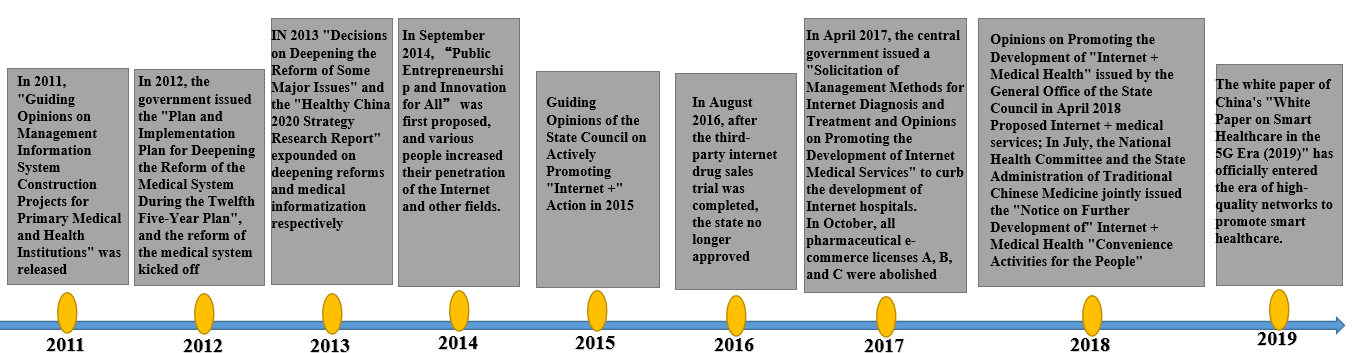 In 2011,
"Guiding
Opinions on
Management
Information
System
Construction
Projects for
Primary Medical
and Health
Institutions" was
released
In 2012, the
government issued
the "Plan and
Implementation
Plan for Deepening
the Reform of the
Medical System
During the Twelfth
Five-Year Plan",
and the reform of
the medical system
kicked off
IN 2013 "Decisions
on Deepening the
Reform of Some
Major Issues" and
the "Healthy China
2020 Strategy
Research Report"
expounded on
deepening reforms
and medical
informatization
respectively
In September
2014, “Public
Entrepreneurshi
p and Innovation
for All” was
first proposed,
and various
people increased
their penetration
of the Internet
and other fields.
Guiding
Opinions of the
State Council on
Actively
Promoting
"Internet +"
Action in 2015
In August
2016, after
the third-
party internet
drug sales
trial was
completed,
the state no
longer
approved
In April 2017, the central
government issued a
"Solicitation of
Management Methods for
Internet Diagnosis and
Treatment and Opinions
on Promoting the
Development of Internet
Medical Services" to curb
the development of
Internet hospitals.
In October, all
pharmaceutical e-
commerce licenses A, B,
and C were abolished
Opinions on Promoting the
Development of "Internet +
Medical Health" issued by the
General Office of the State
Council in April 2018
Proposed Internet + medical
services; In July, the National
Health Committee and the State
Administration of Traditional
Chinese Medicine jointly issued
the "Notice on Further
Development of" Internet +
Medical Health "Convenience
Activities for the People"
The white paper of
China's "White
Paper on Smart
Healthcare in the
5G Era (2019)" has
officially entered
the era of high-
quality networks to
promote smart
healthcare.
2011
2012
2013
2014
2015
2016
2017
2018
2019